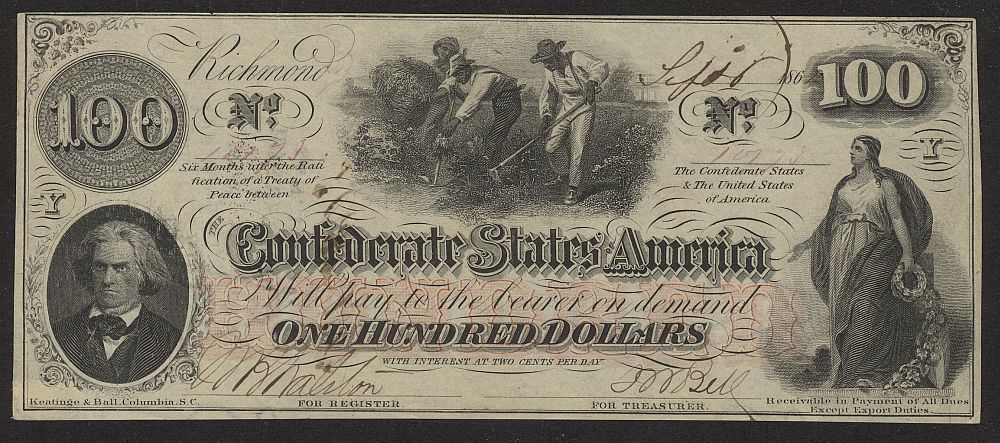 Richmond
186
100
100
No.
No.
Six Months after the Rati
fication of a Treaty of
Peace between
The Confederate States
& The United States
of America.
Y
Y
THE
Confederate States of America
Will pay to the bearer on demand
ONE HUNDRED DOLLARS
WITH INTEREST AT TWO CENTS PER DAY
Keatinge & Ball, Columbia, S.C.
FOR REGISTER.
FOR TREASURER.
Receivable in Payment of All Dues
Except Export Duties.